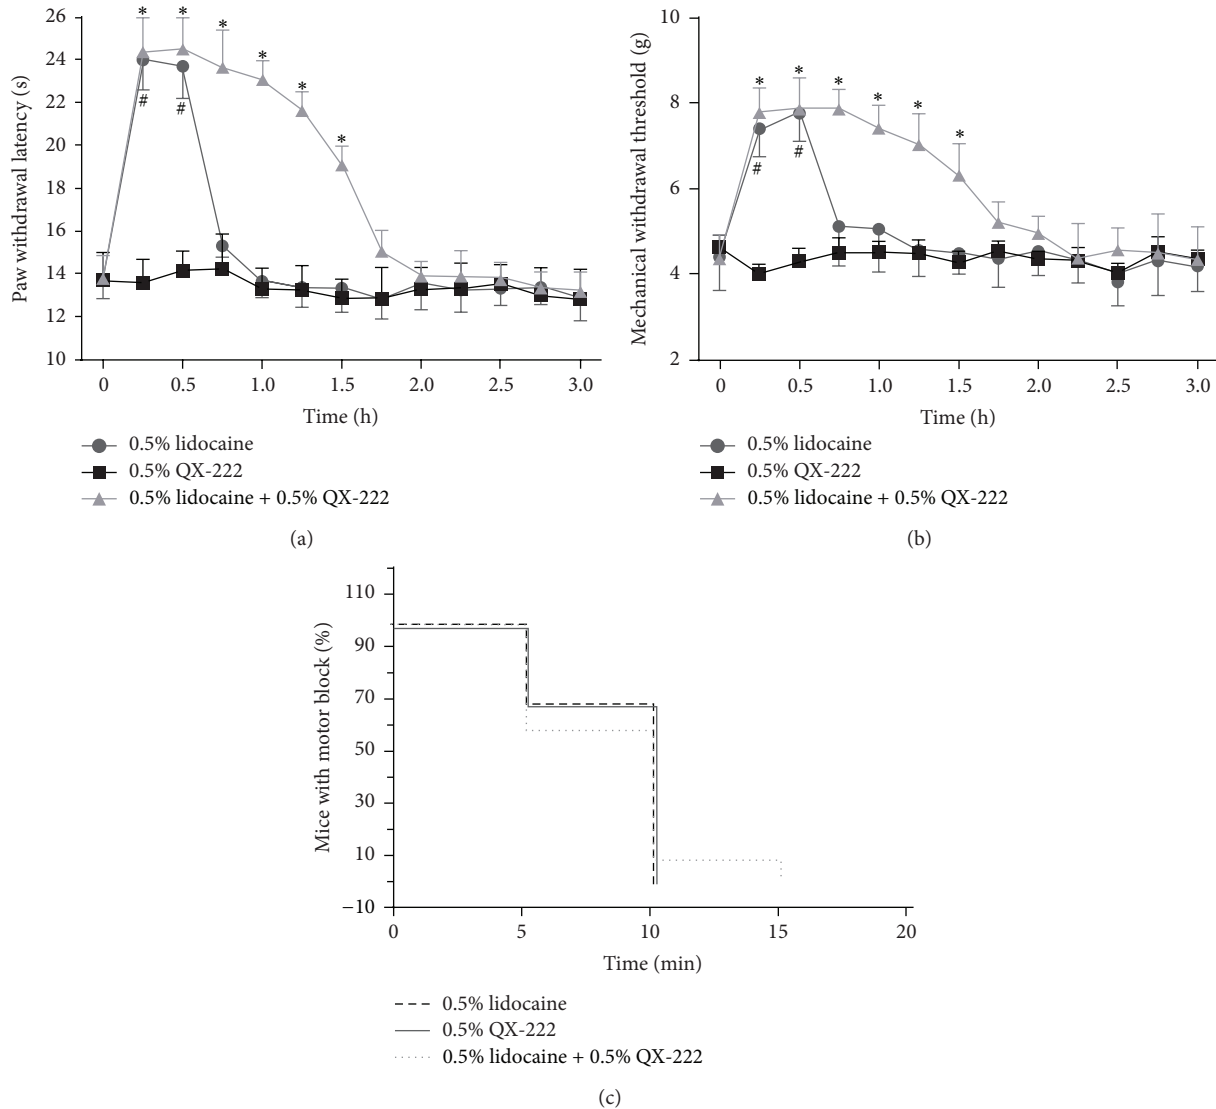 26
24
22
20
18
16
14
12
10
Paw withdrawal latency (s)
* * * * * *
# #
0 0.5 1.0 1.5 2.0 2.5 3.0
Time (h)
0.5% lidocaine
0.5% QX-222
0.5% lidocaine + 0.5% QX-222
(a)
10
8
6
4
2
Mechanical withdrawal threshold (g)
* * * * * *
# #
0 0.5 1.0 1.5 2.0 2.5 3.0
Time (h)
0.5% lidocaine
0.5% QX-222
0.5% lidocaine + 0.5% QX-222
(b)
110
90
70
50
30
10
−10
Mice with motor block (%)
0 5 10 15 20
Time (min)
0.5% lidocaine
0.5% QX-222
0.5% lidocaine + 0.5% QX-222
(c)